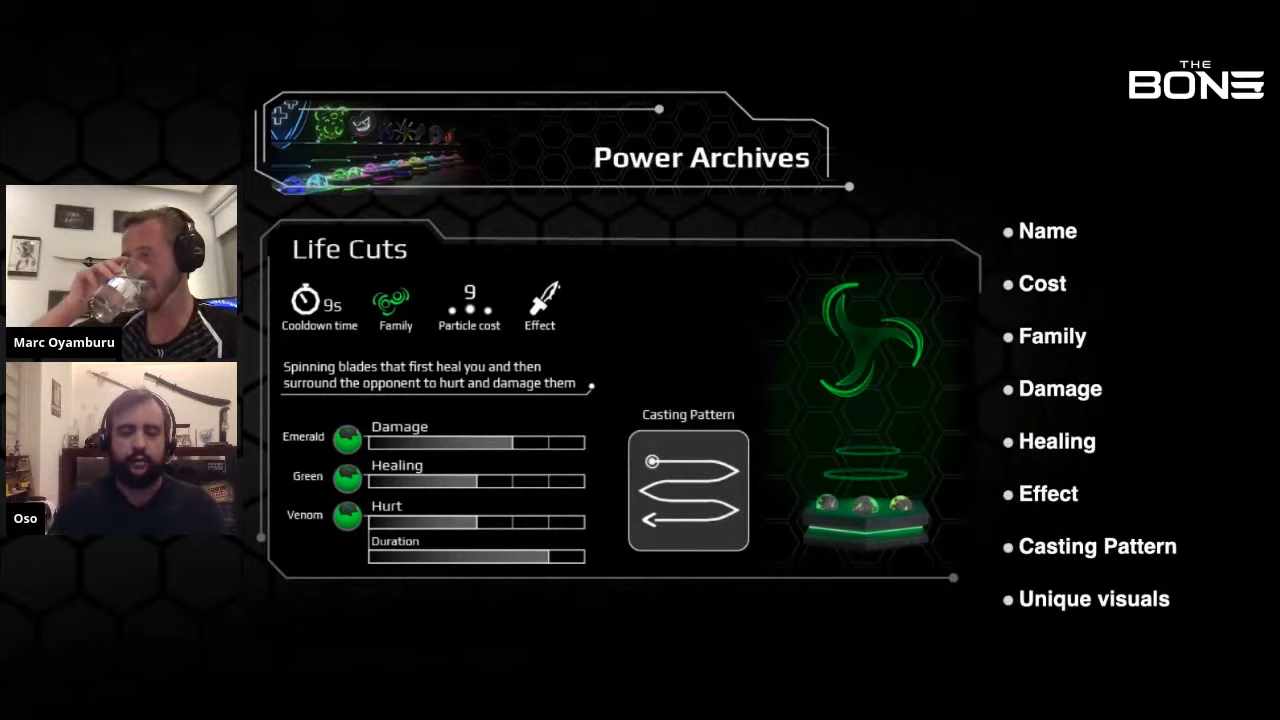 THE
BONE
Power Archives
Life Cuts
9s
9
Cooldown time
Family
Particle cost
Effect
Spinning blades that first heal you and then
surround the opponent to hurt and damage them
Emerald
Damage
Green
Healing
Venom
Hurt
Duration
Casting Pattern
Name
Cost
Family
Damage
Healing
Effect
Casting Pattern
Unique visuals
Marc Oyamburu
Oso